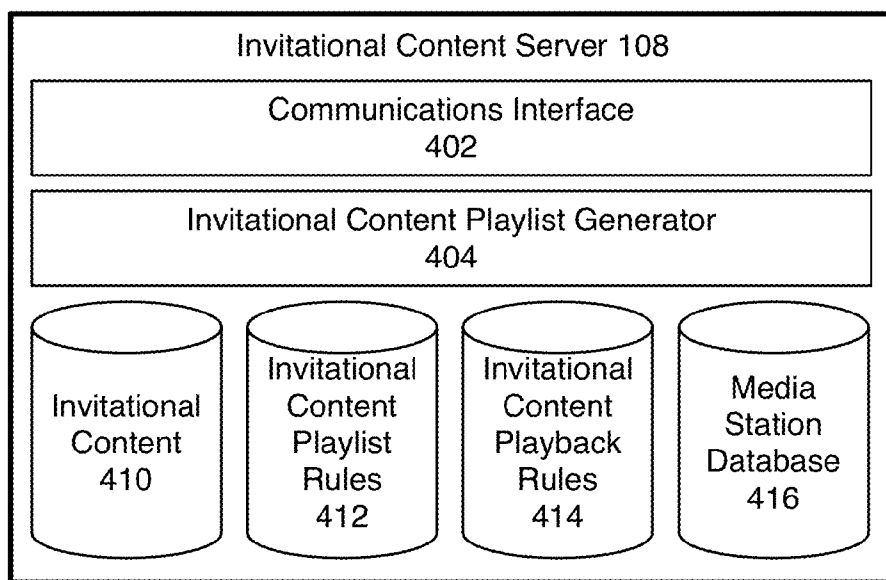 Invitational Content Server 108
Communications Interface
402
Invitational Content Playlist Generator
404
Invitational
Content
410
Invitational
Content
Playlist
Rules
412
Invitational
Content
Playback
Rules
414
Media
Station
Database
416